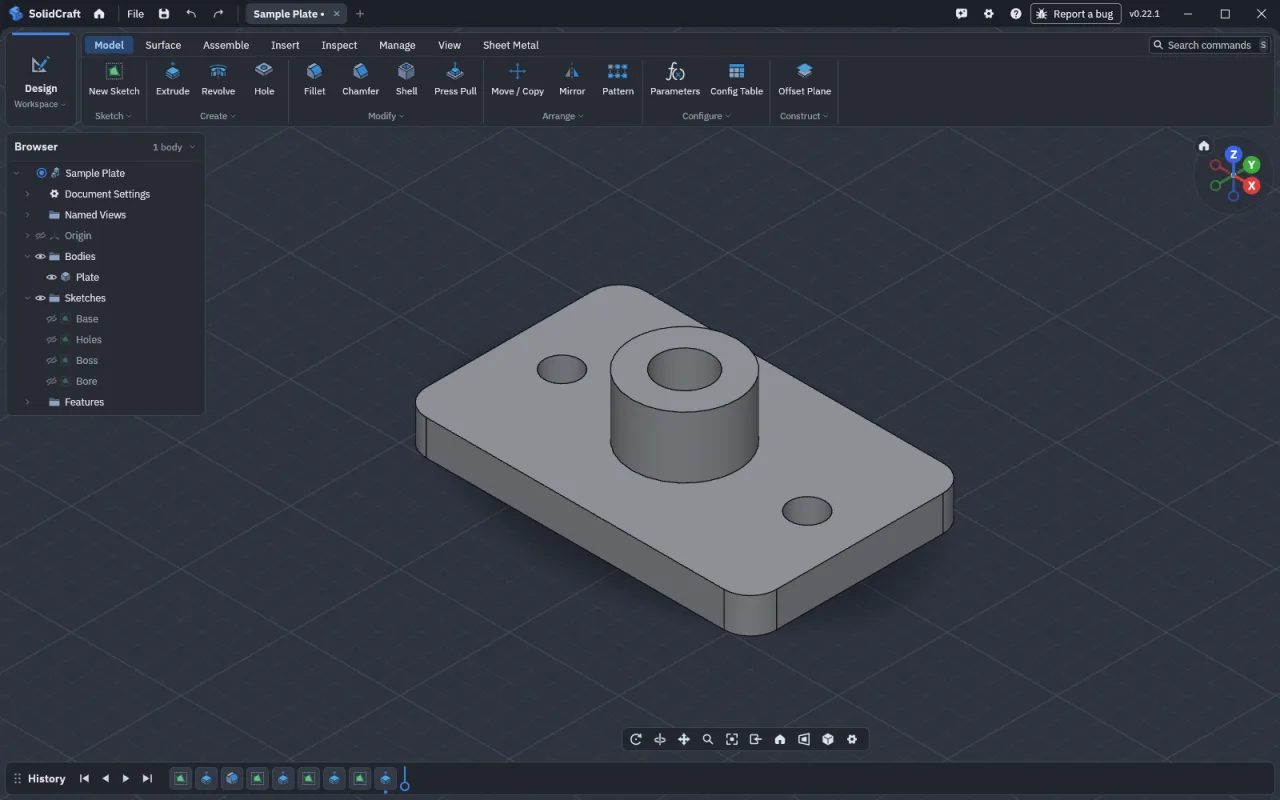 SolidCraft File Sample Plate • Report a bug v0.22.1
Model Surface Assemble Insert Inspect Manage View Sheet Metal Search commands S
Design
Workspace
New Sketch Extrude Revolve Hole Fillet Chamfer Shell Press Pull Move / Copy Mirror Pattern Parameters Config Table Offset Plane
Sketch Create Modify Arrange Configure Construct
Browser 1 body
Sample Plate
Document Settings
Named Views
Origin
Bodies
Plate
Sketches
Base
Holes
Boss
Bore
Features
Z
Y
X
History